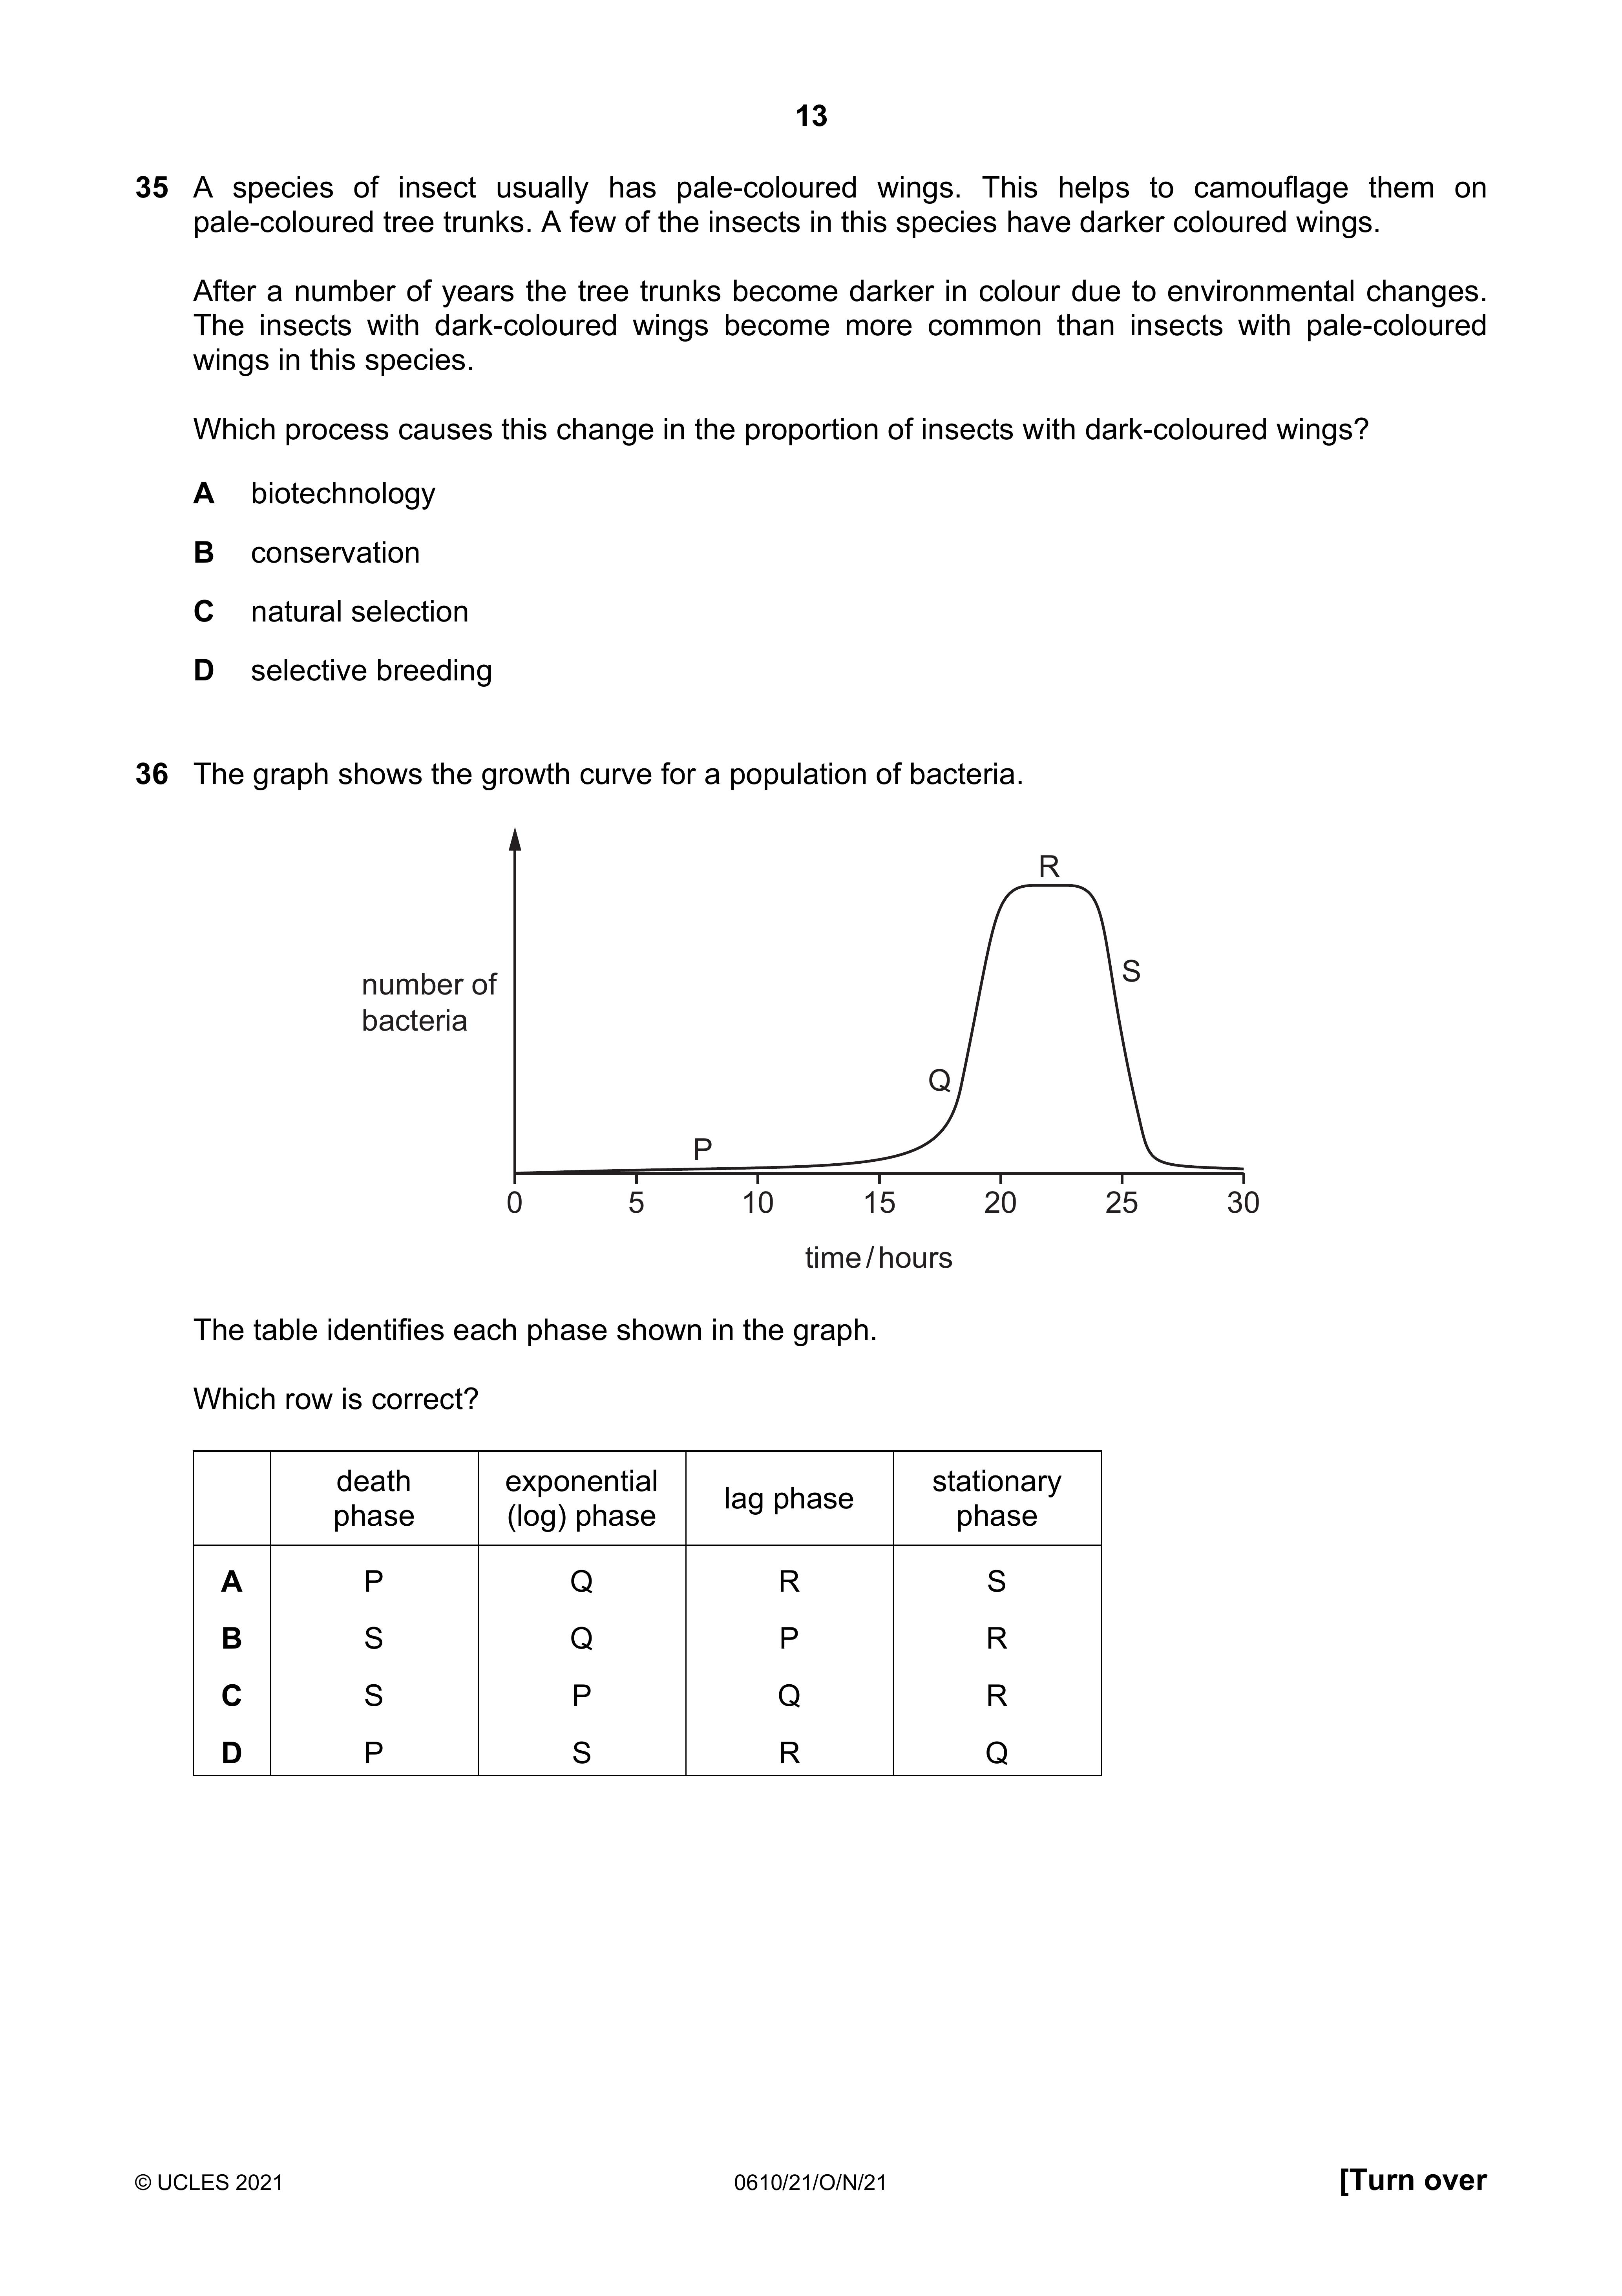 13
35 A species of insect usually has pale-coloured wings. This helps to camouflage them on
pale-coloured tree trunks. A few of the insects in this species have darker coloured wings.
After a number of years the tree trunks become darker in colour due to environmental changes.
The insects with dark-coloured wings become more common than insects with pale-coloured
wings in this species.
Which process causes this change in the proportion of insects with dark-coloured wings?
A biotechnology
B conservation
C natural selection
D selective breeding
36 The graph shows the growth curve for a population of bacteria.
R
S
number of
bacteria
Q
P
0 5 10 15 20 25 30
time / hours
The table identifies each phase shown in the graph.
Which row is correct?
death phase exponential (log) phase lag phase stationary phase
A P Q R S
B S Q P R
C S P Q R
D P S R Q
© UCLES 2021 0610/21/O/N/21 [Turn over